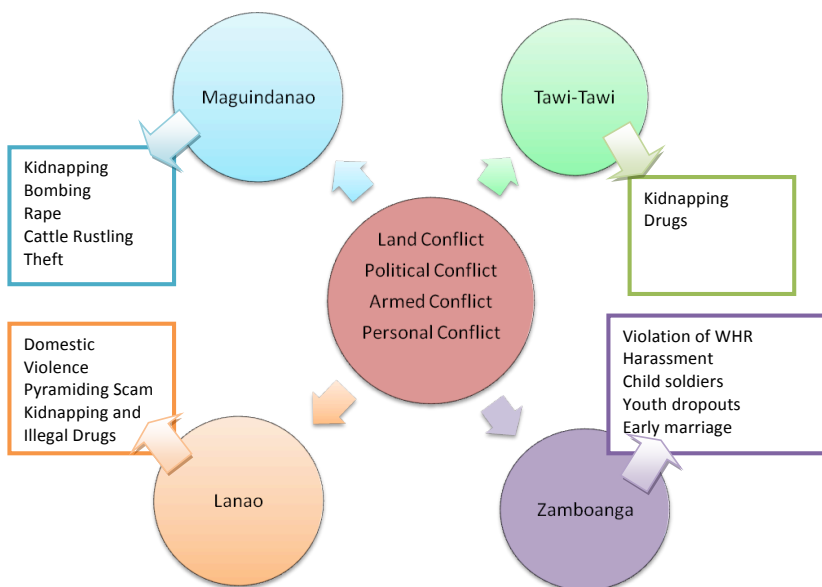 Maguindanao
Tawi-Tawi
Kidnapping
Bombing
Rape
Cattle Rustling
Theft
Kidnapping
Drugs
Land Conflict
Political Conflict
Armed Conflict
Personal Conflict
Domestic
Violence
Pyramiding Scam
Kidnapping and
Illegal Drugs
Violation of WHR
Harassment
Child soldiers
Youth dropouts
Early marriage
Lanao
Zamboanga